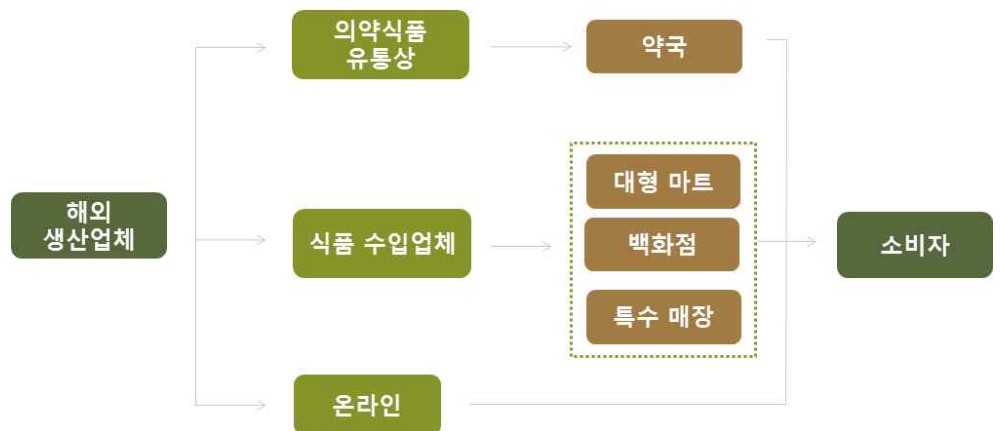 의약식품
유통상
약국
대형 마트
해외
생산업체
식품 수입업체
백화점
소비자
특수 매장
온라인